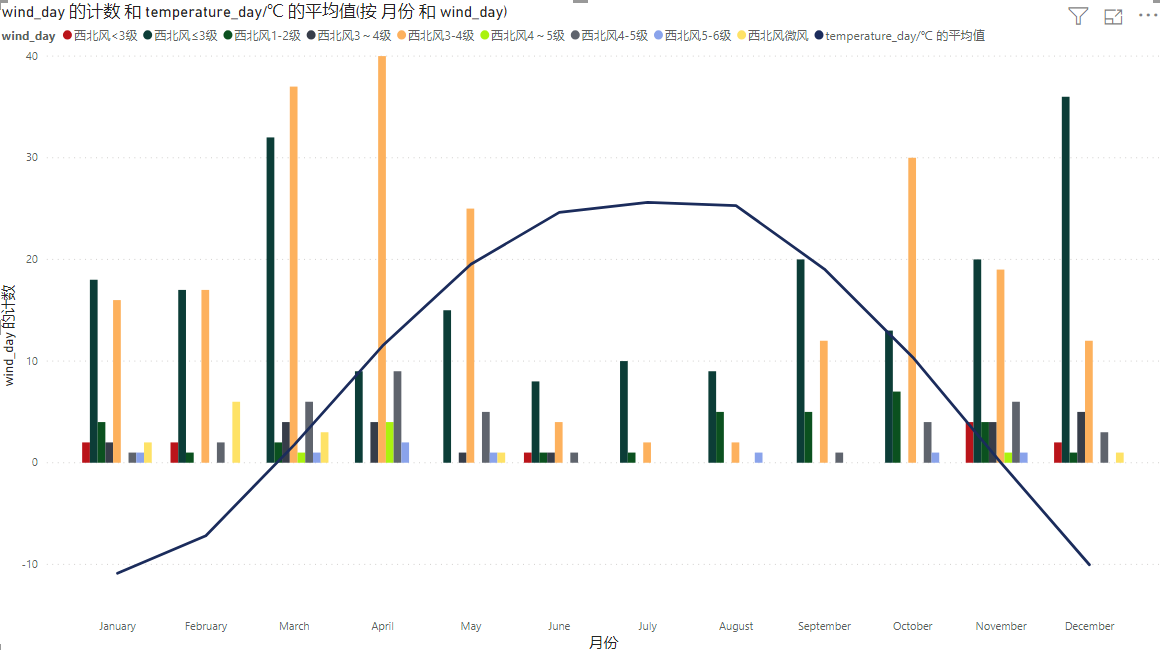 wind_day 的计数 和 temperature_day/℃ 的平均值(按 月份 和 wind_day)
wind_day 西北风<3级 西北风≤3级 西北风1-2级 西北风3～4级 西北风3-4级 西北风4～5级 西北风4-5级 西北风5-6级 西北风微风 temperature_day/℃ 的平均值
40
30
20
10
0
-10
wind_day 的计数
January February March April May June July August September October November December
月份